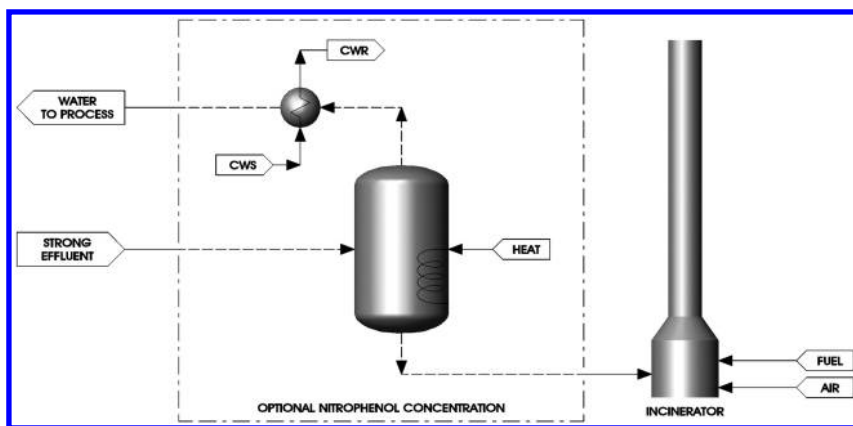 CWR
WATER
TO PROCESS
CWS
STRONG
EFFLUENT
HEAT
FUEL
AIR
OPTIONAL NITROPHENOL CONCENTRATION
INCINERATOR